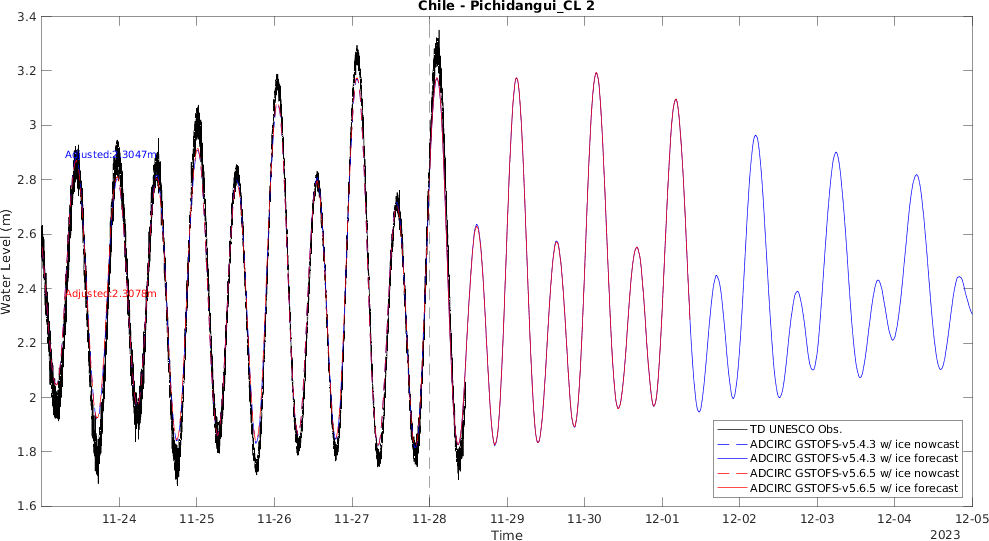 Chile - Pichidangui_CL 2
3.4
3.2
3
2.8
2.6
2.4
2.2
2
1.8
1.6
Water Level (m)
Adjusted:2.3047m
Adjusted:2.3078m
TD UNESCO Obs.
ADCIRC GSTOFS-v5.4.3 w/ ice nowcast
ADCIRC GSTOFS-v5.4.3 w/ ice forecast
ADCIRC GSTOFS-v5.6.5 w/ ice nowcast
ADCIRC GSTOFS-v5.6.5 w/ ice forecast
11-24 11-25 11-26 11-27 11-28 11-29 11-30 12-01 12-02 12-03 12-04 12-05
Time
2023